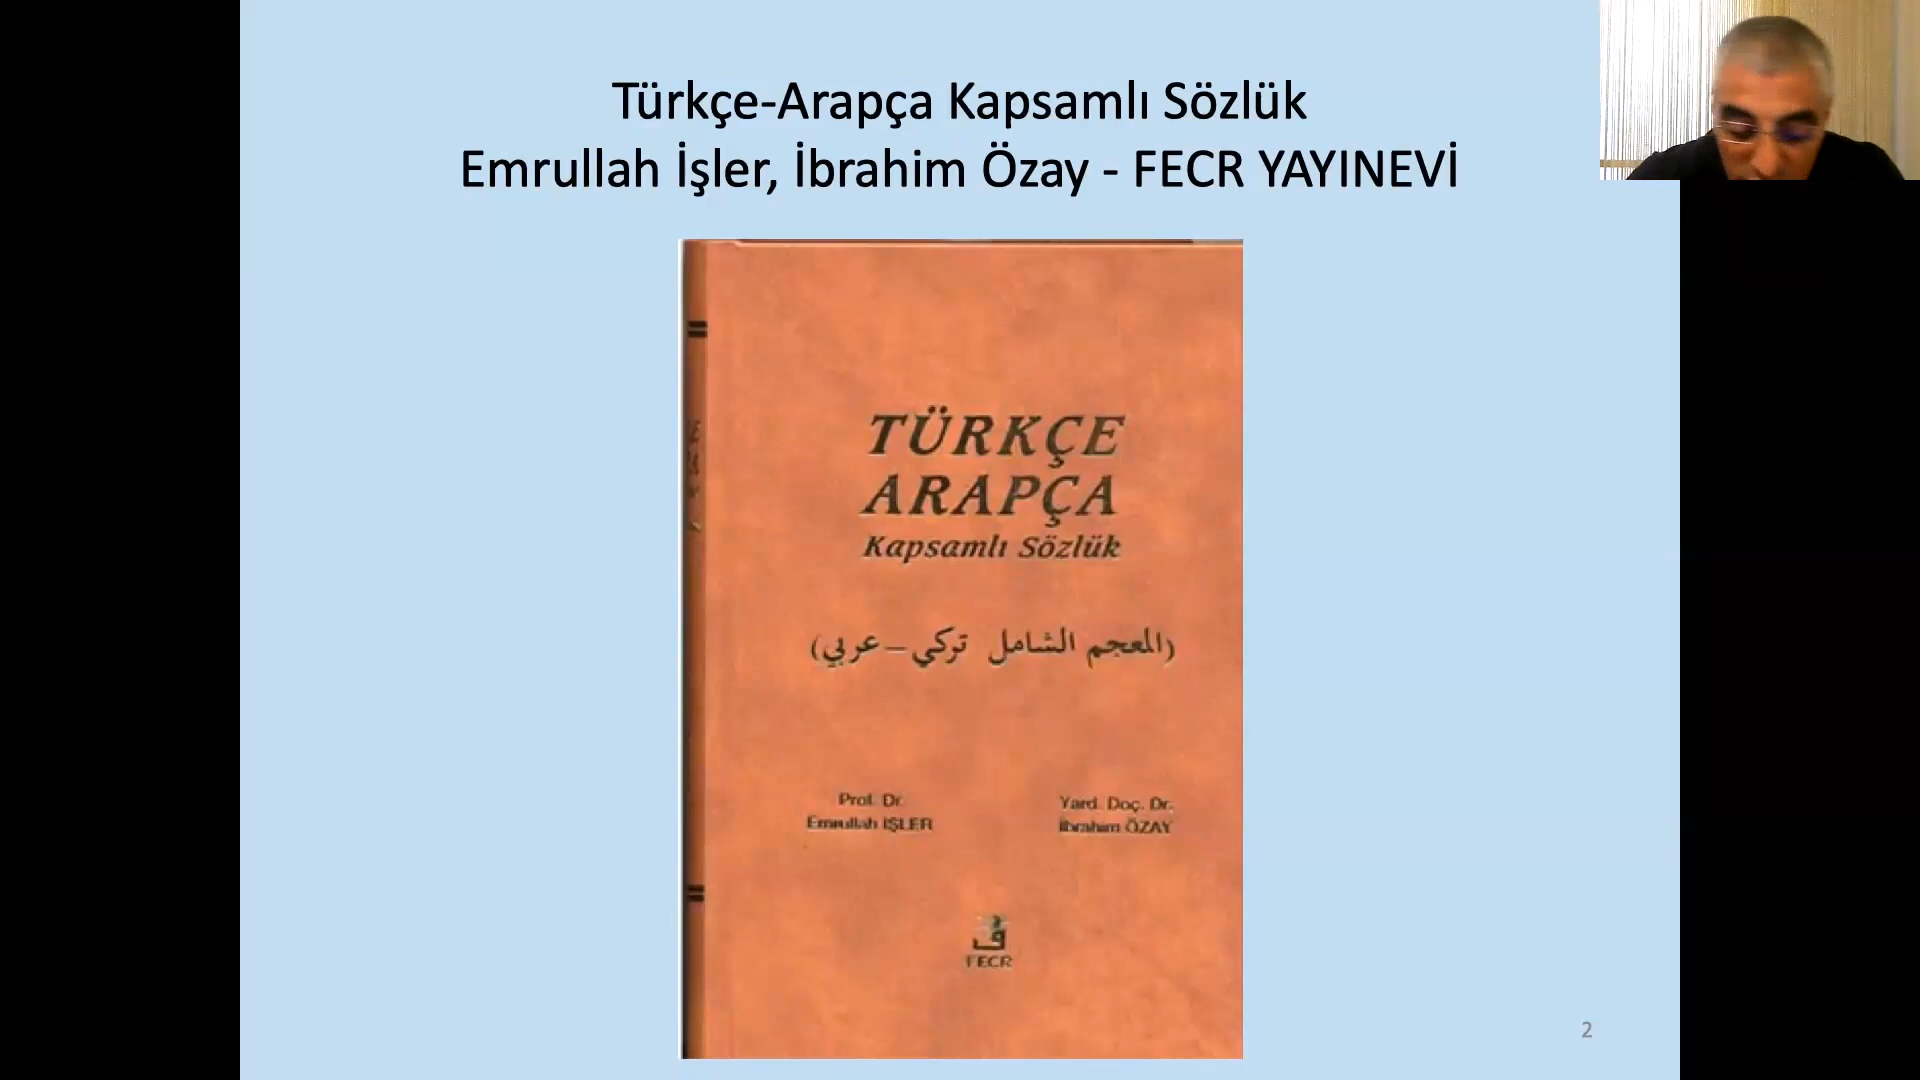 Türkçe-Arapça Kapsamlı Sözlük
Emrullah İşler, İbrahim Özay - FECR YAYINEVİ
TÜRKÇE
ARAPÇA
Kapsamlı Sözlük
(المعجم الشامل تركي – عربي)
Prof. Dr.
Emrullah İŞLER
Yard. Doç. Dr.
İbrahim ÖZAY
FECR
2